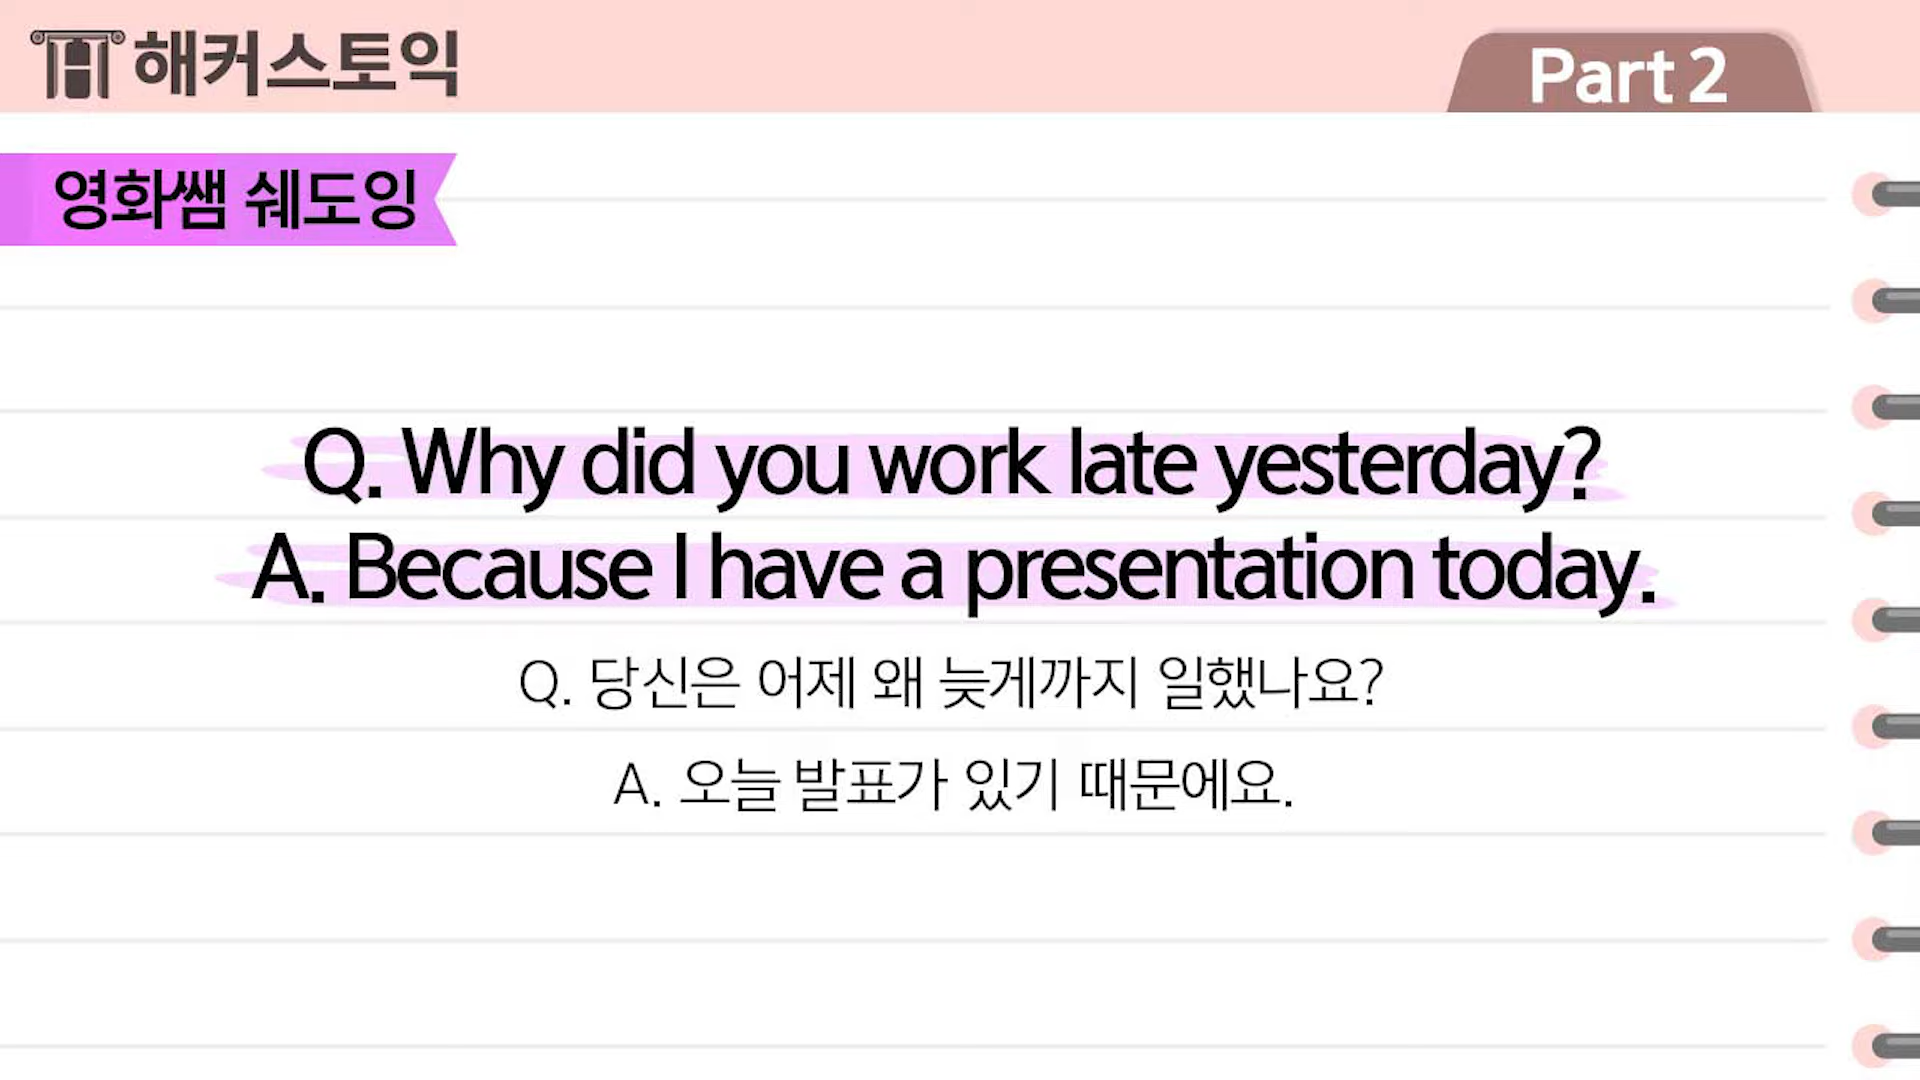 해커스토익
Part 2
영화쌤 쉐도잉
Q. Why did you work late yesterday?
A. Because I have a presentation today.
Q. 당신은 어제 왜 늦게까지 일했나요?
A. 오늘 발표가 있기 때문에요.